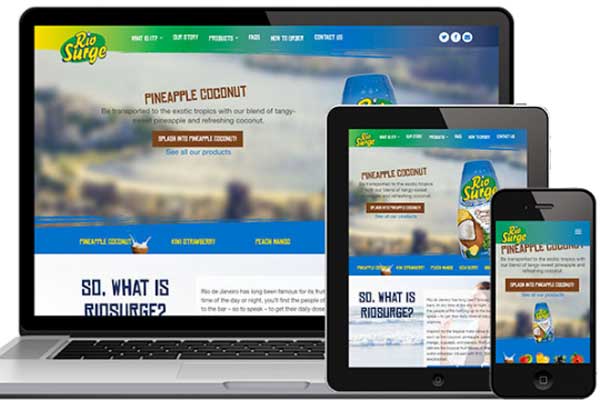 Rio
Surge
WHAT IS IT?
OUR STORY
PRODUCTS
FAQS
HOW TO ORDER
CONTACT US
PINEAPPLE COCONUT
Be transported to the exotic tropics with our blend of tangy-
sweet pineapple and refreshing coconut.
SPLASH INTO PINEAPPLE COCONUT!
See all our products
PINEAPPLE COCONUT
KIWI STRAWBERRY
PEACH MANGO
SO, WHAT IS
RIOSURGE?
Rio de Janeiro has long been famous for its fruit
time of the day or night, you'll find the people of
to the bar – so to speak – to get their daily dose
Rio
Surge
WHAT IS IT?
OUR STORY
PRODUCTS
FAQS
HOW TO ORDER
CONTACT US
PINEAPPLE COCONUT
Be transported to the exotic tropics
with our blend of tangy-sweet
pineapple and refreshing coconut.
SPLASH INTO PINEAPPLE COCONUT!
See all our products
Rio
Surge
PINEAPPLE COCONUT
KIWI STRAWBERRY
PEACH MANGO
SO, WHAT IS
RIOSURGE?
Rio
Surge
PINEAPPLE COCONUT
Be transported to the exotic tropics with our
blend of tangy-sweet pineapple and
refreshing coconut.
SPLASH INTO PINEAPPLE COCONUT!
See all our products